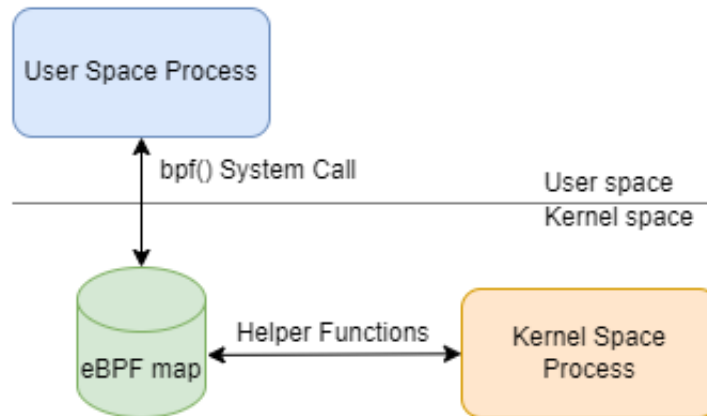 User Space Process
bpf() System Call
User space
Kernel space
Helper Functions
eBPF map
Kernel Space
Process